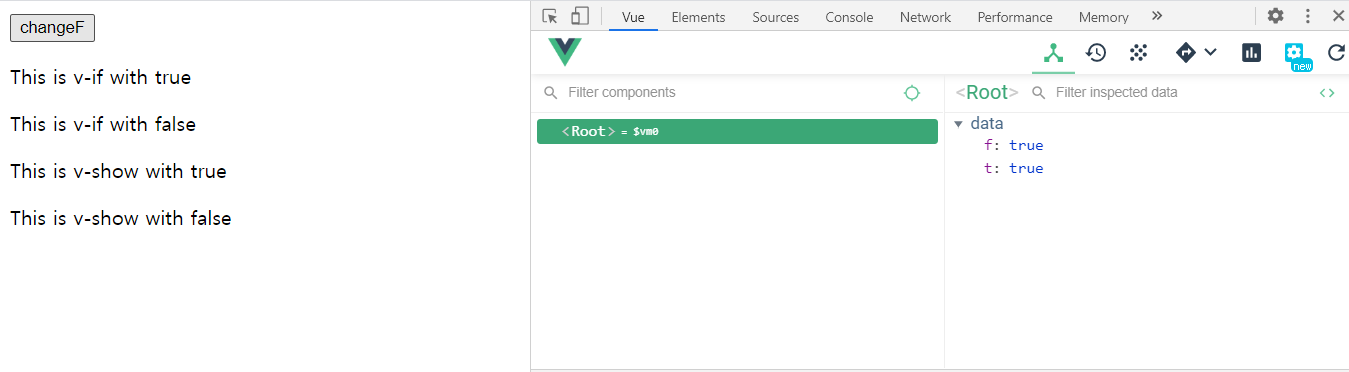 changeF
This is v-if with true
This is v-if with false
This is v-show with true
This is v-show with false
Vue Elements Sources Console Network Performance Memory »
new
Filter components
<Root> = $vm0
<Root> Filter inspected data
data
f: true
t: true